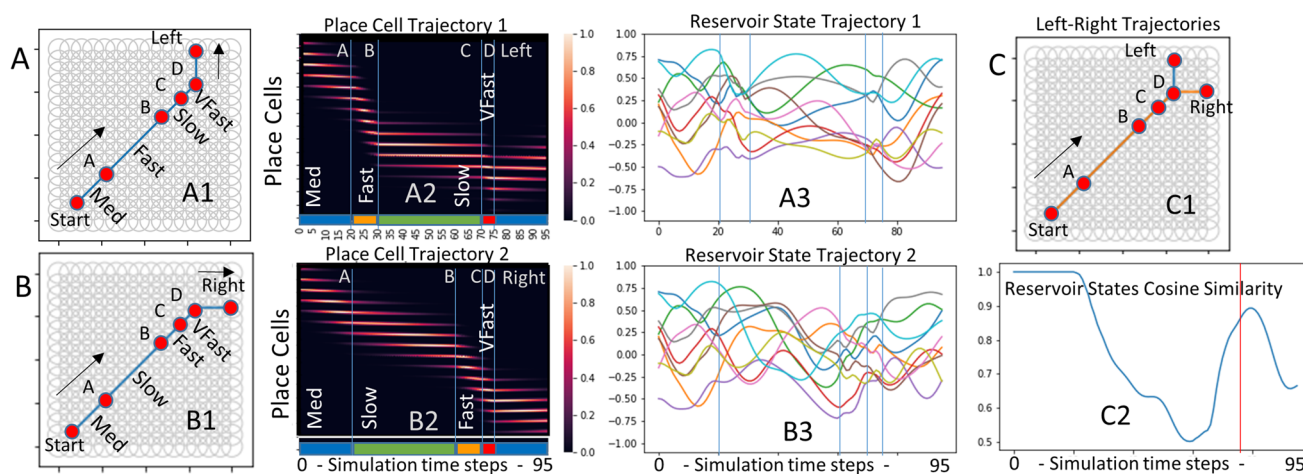 A
Left
D
C
B
VFast
Slow
A
Fast
Med
Start
A1
Place Cell Trajectory 1
Place Cells
A B C D Left
VFast
Med
Fast
A2
Slow
1.0
0.8
0.6
0.4
0.2
0.0
0 5 10 15 20 25 30 35 40 45 50 55 60 65 70 75 80 85 90 95
Reservoir State Trajectory 1
1.00
0.75
0.50
0.25
0.00
-0.25
-0.50
-0.75
-1.00
A3
0 20 40 60 80
Left-Right Trajectories
C
Left
D
C
Right
B
A
Start
C1
B
Right
D
C
B
VFast
Fast
A
Slow
Med
Start
B1
Place Cell Trajectory 2
Place Cells
A B C D Right
VFast
Med
Slow
B2
Fast
1.0
0.8
0.6
0.4
0.2
0.0
0 - Simulation time steps - 95
Reservoir State Trajectory 2
1.00
0.75
0.50
0.25
0.00
-0.25
-0.50
-0.75
-1.00
B3
0 - Simulation time steps - 95
1.0
0.9
0.8
0.7
0.6
0.5
Reservoir States Cosine Similarity
C2
0 - Simulation time steps - 95